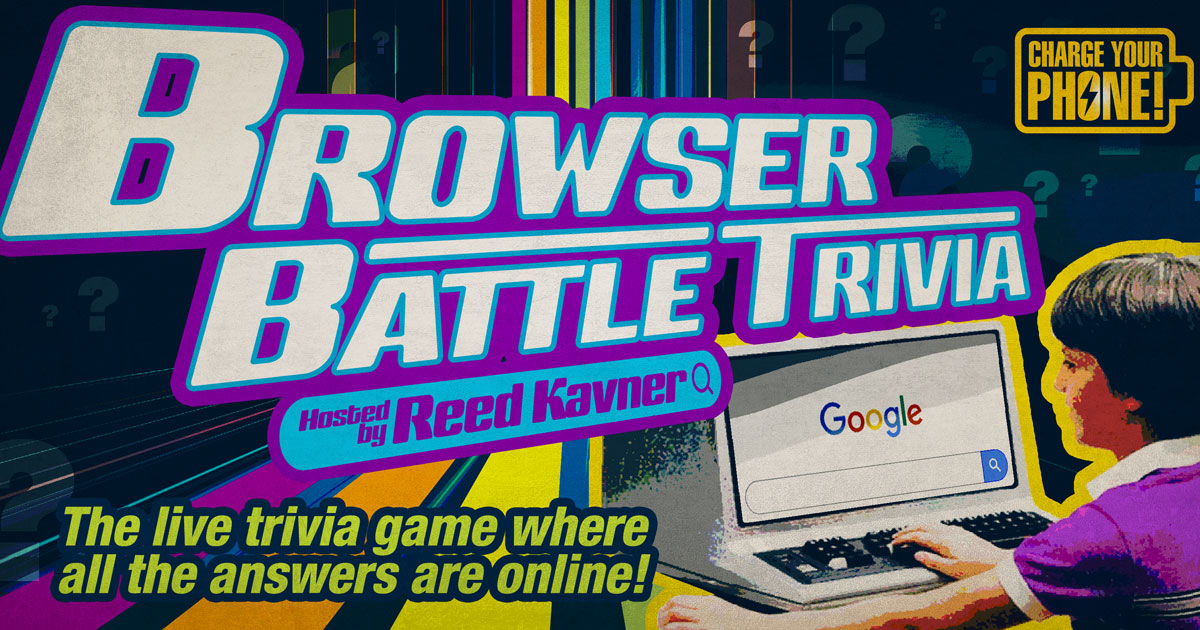 BROWSER
BATTLE TRIVIA
Hosted
by Reed Kavner
CHARGE YOUR
PHONE!
Google
The live trivia game where
all the answers are online!